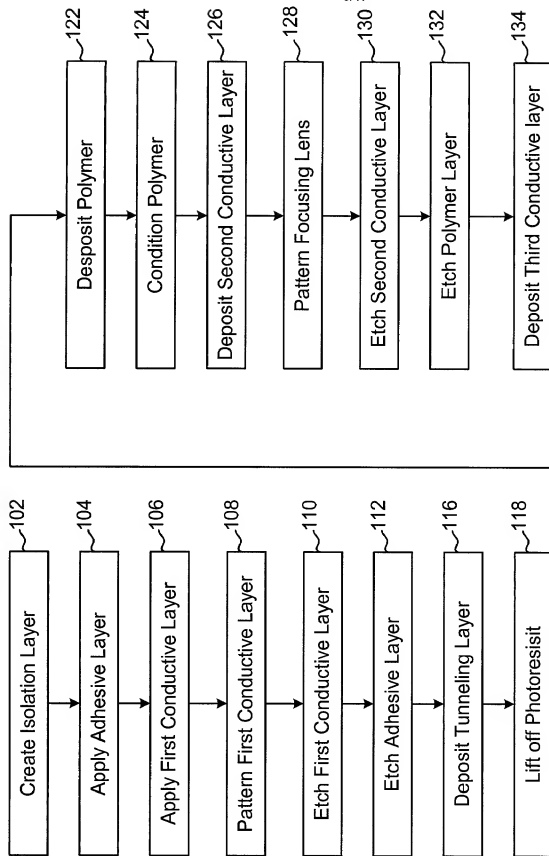 102
Create Isolation Layer
104
Apply Adhesive Layer
106
Apply First Conductive Layer
108
Pattern First Conductive Layer
110
Etch First Conductive Layer
112
Etch Adhesive Layer
116
Deposit Tunneling Layer
118
Lift off Photoresisit
122
Desposit Polymer
124
Condition Polymer
126
Deposit Second Conductive Layer
128
Pattern Focusing Lens
130
Etch Second Conductive Layer
132
Etch Polymer Layer
134
Deposit Third Conductive layer